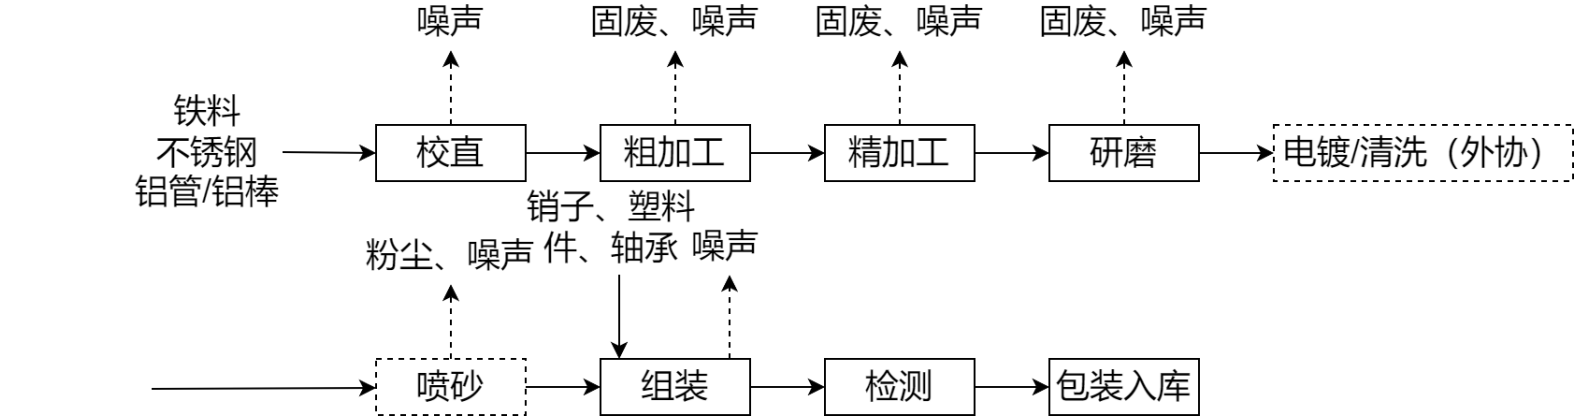 噪声
固废、噪声
固废、噪声
固废、噪声
铁料
不锈钢
铝管/铝棒
校直
粗加工
精加工
研磨
电镀/清洗（外协）
粉尘、噪声
销子、塑料
件、轴承
噪声
喷砂
组装
检测
包装入库